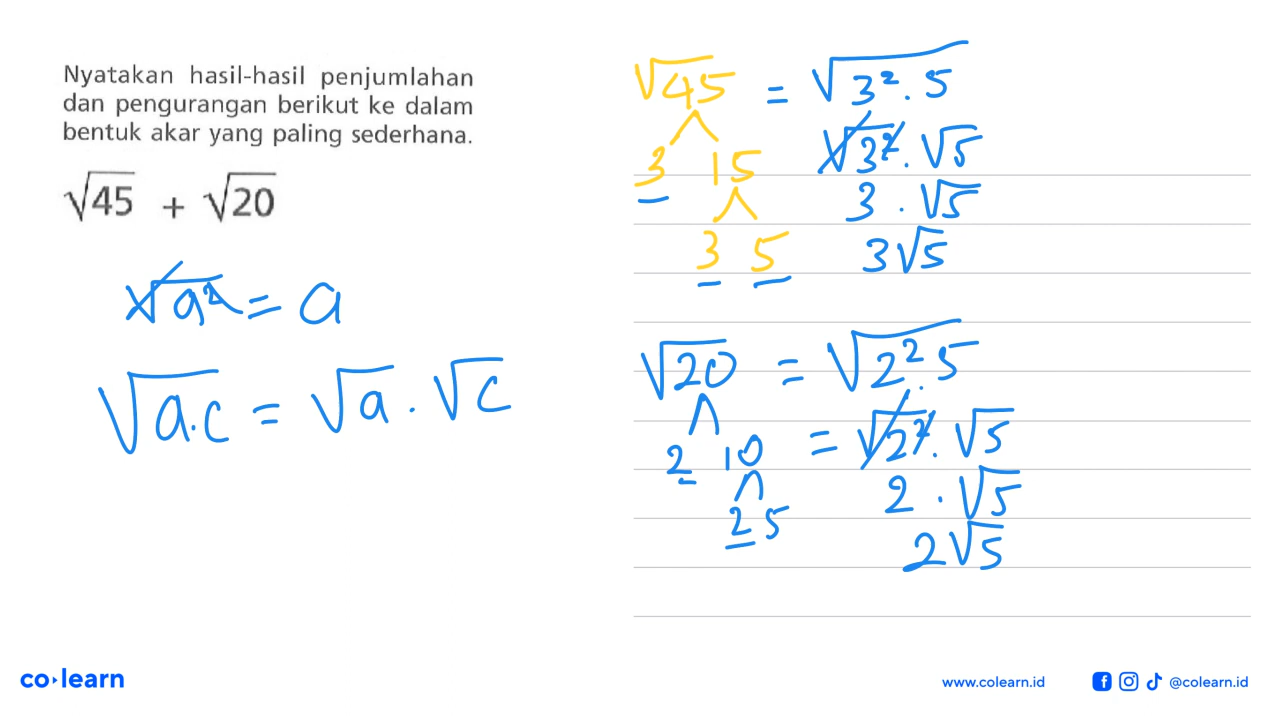 Nyatakan hasil-hasil penjumlahan
dan pengurangan berikut ke dalam
bentuk akar yang paling sederhana.
√45 + √20
√a² = a
√a.c = √a . √c
√45 = √3² . 5
3 15 √3² . √5
3 . √5
3 5 3√5
√20 = √2² . 5
2 10 = √2² . √5
2 . √5
2 5
2√5
co▸learn
www.colearn.id @colearn.id